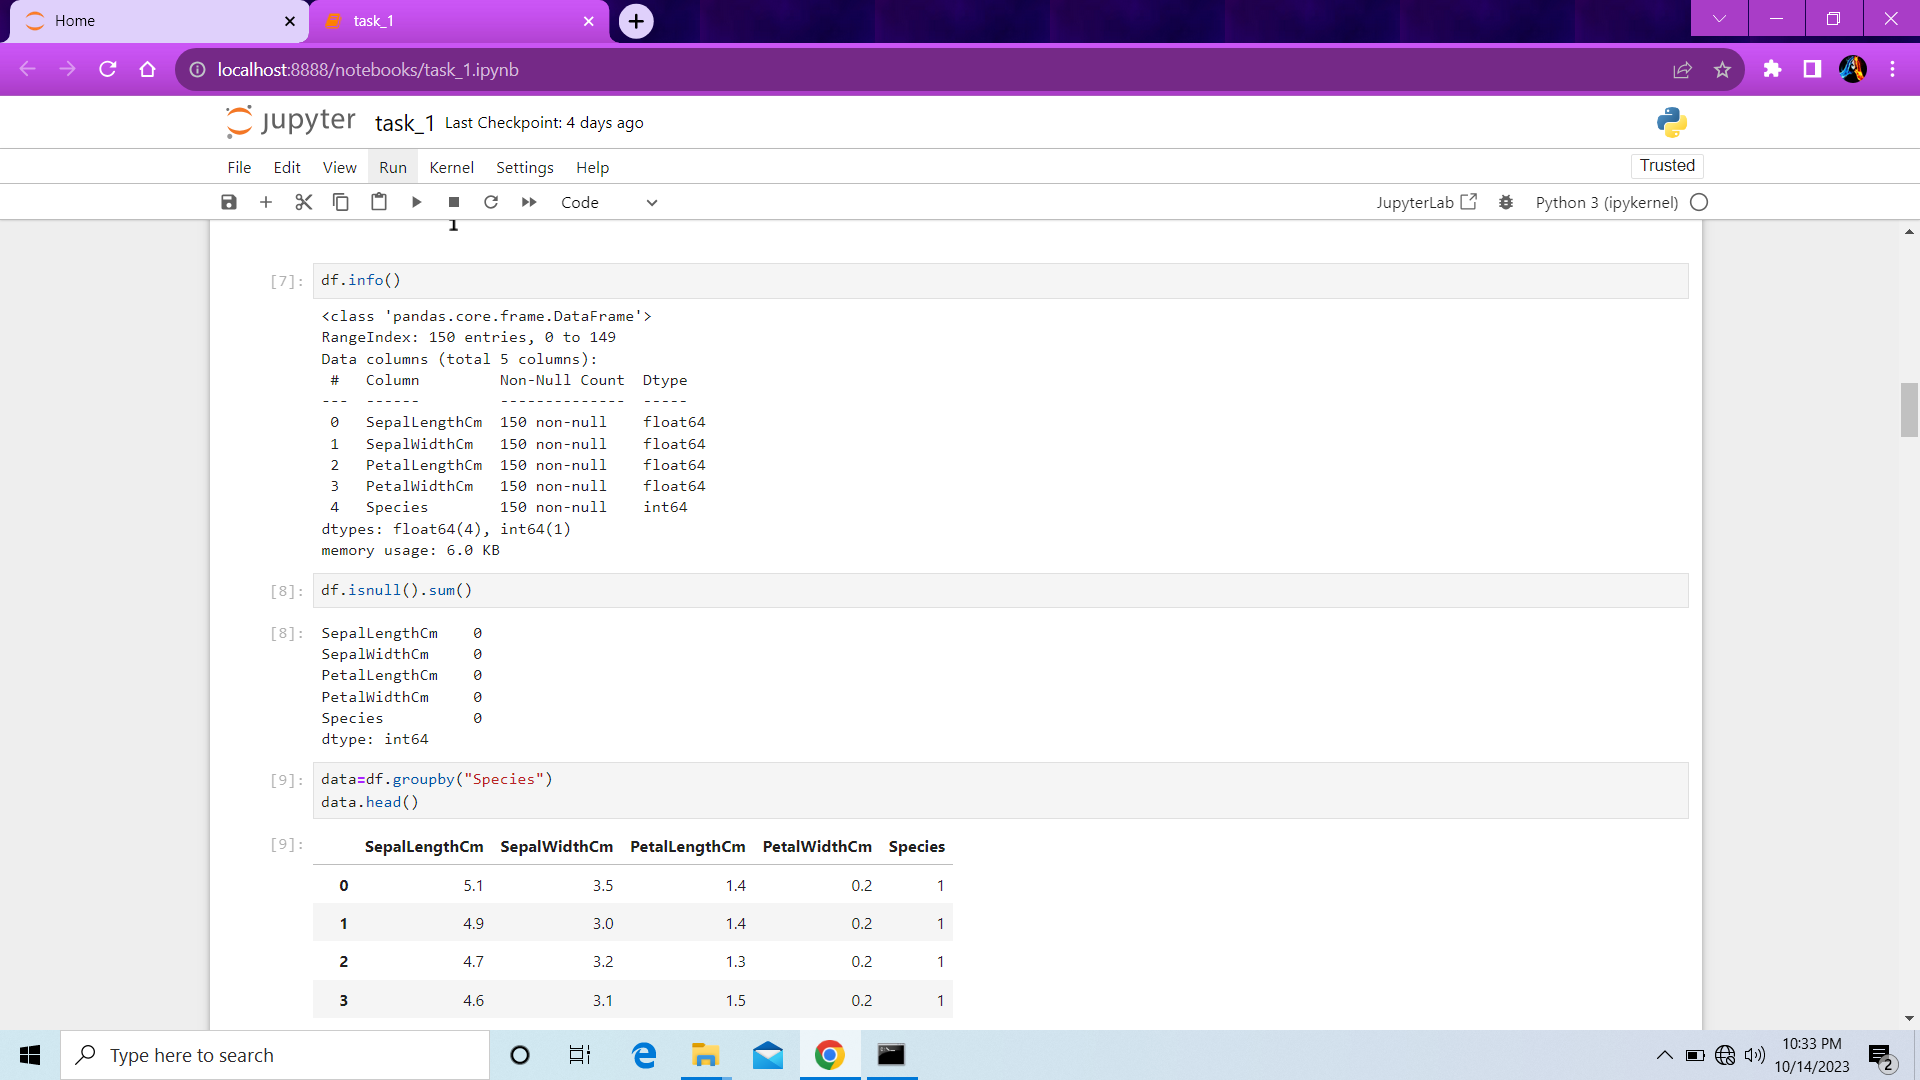 Home
task_1
localhost:8888/notebooks/task_1.ipynb
jupyter task_1 Last Checkpoint: 4 days ago
File Edit View Run Kernel Settings Help
Trusted
Code
JupyterLab
Python 3 (ipykernel)
[7]: df.info()
<class 'pandas.core.frame.DataFrame'>
RangeIndex: 150 entries, 0 to 149
Data columns (total 5 columns):
# Column Non-Null Count Dtype
--- ------ -------------- -----
0 SepalLengthCm 150 non-null float64
1 SepalWidthCm 150 non-null float64
2 PetalLengthCm 150 non-null float64
3 PetalWidthCm 150 non-null float64
4 Species 150 non-null int64
dtypes: float64(4), int64(1)
memory usage: 6.0 KB
[8]: df.isnull().sum()
[8]: SepalLengthCm 0
SepalWidthCm 0
PetalLengthCm 0
PetalWidthCm 0
Species 0
dtype: int64
[9]: data=df.groupby("Species")
data.head()
[9]: SepalLengthCm SepalWidthCm PetalLengthCm PetalWidthCm Species
0 5.1 3.5 1.4 0.2 1
1 4.9 3.0 1.4 0.2 1
2 4.7 3.2 1.3 0.2 1
3 4.6 3.1 1.5 0.2 1
Type here to search
10:33 PM
10/14/2023
2